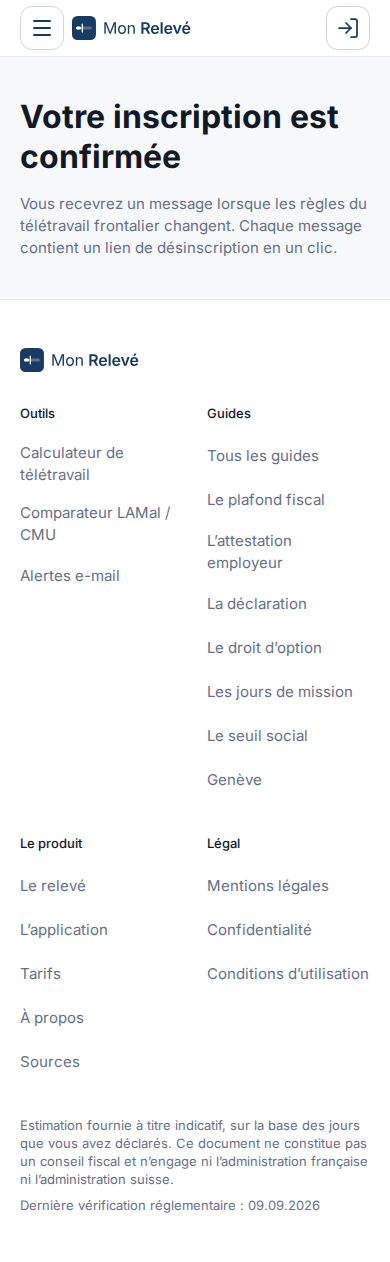 Mon Relevé
Votre inscription est
confirmée
Vous recevrez un message lorsque les règles du
télétravail frontalier changent. Chaque message
contient un lien de désinscription en un clic.
Mon Relevé
Outils
Calculateur de
télétravail
Comparateur LAMal /
CMU
Alertes e-mail
Guides
Tous les guides
Le plafond fiscal
L’attestation
employeur
La déclaration
Le droit d’option
Les jours de mission
Le seuil social
Genève
Le produit
Le relevé
L’application
Tarifs
À propos
Sources
Légal
Mentions légales
Confidentialité
Conditions d’utilisation
Estimation fournie à titre indicatif, sur la base des jours
que vous avez déclarés. Ce document ne constitue pas
un conseil fiscal et n’engage ni l’administration française
ni l’administration suisse.
Dernière vérification réglementaire : 09.09.2026